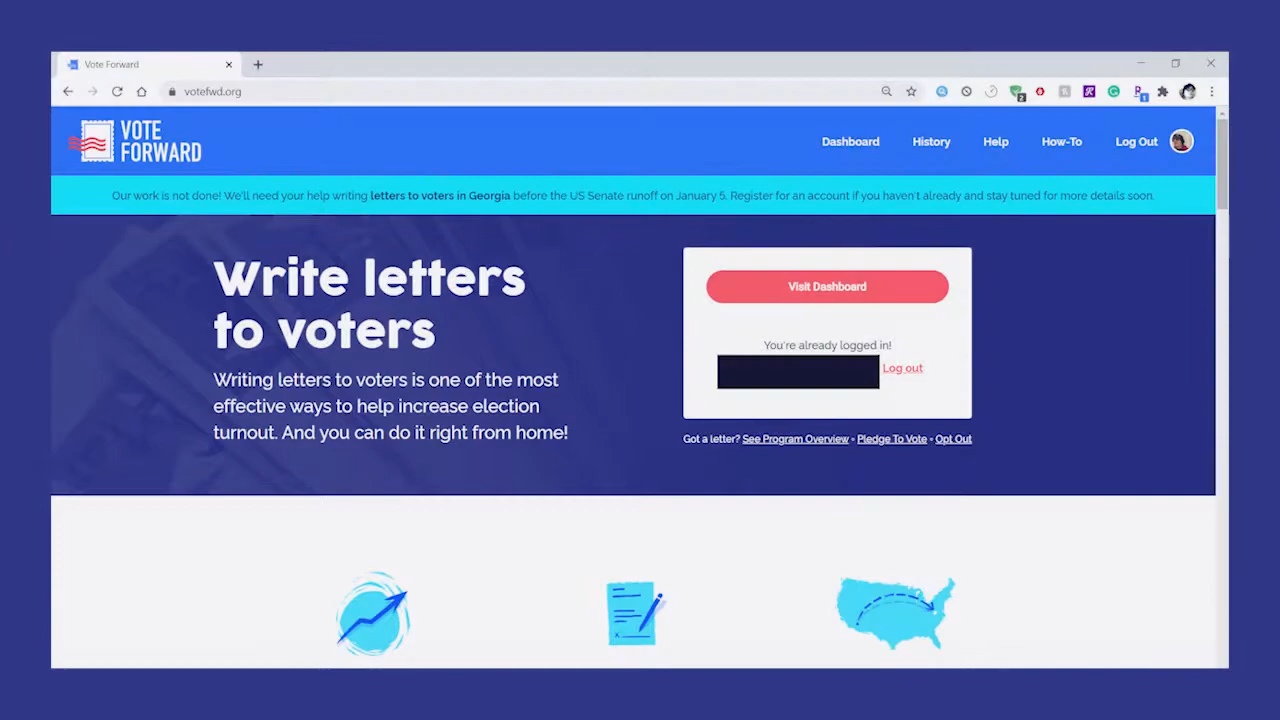 Vote Forward
votefwd.org
VOTE
FORWARD
Dashboard
History
Help
How-To
Log Out
Our work is not done! We'll need your help writing letters to voters in Georgia before the US Senate runoff on January 5. Register for an account if you haven't already and stay tuned for more details soon.
Write letters
to voters
Writing letters to voters is one of the most
effective ways to help increase election
turnout. And you can do it right from home!
Visit Dashboard
You're already logged in!
Log out
Got a letter? See Program Overview • Pledge To Vote • Opt Out